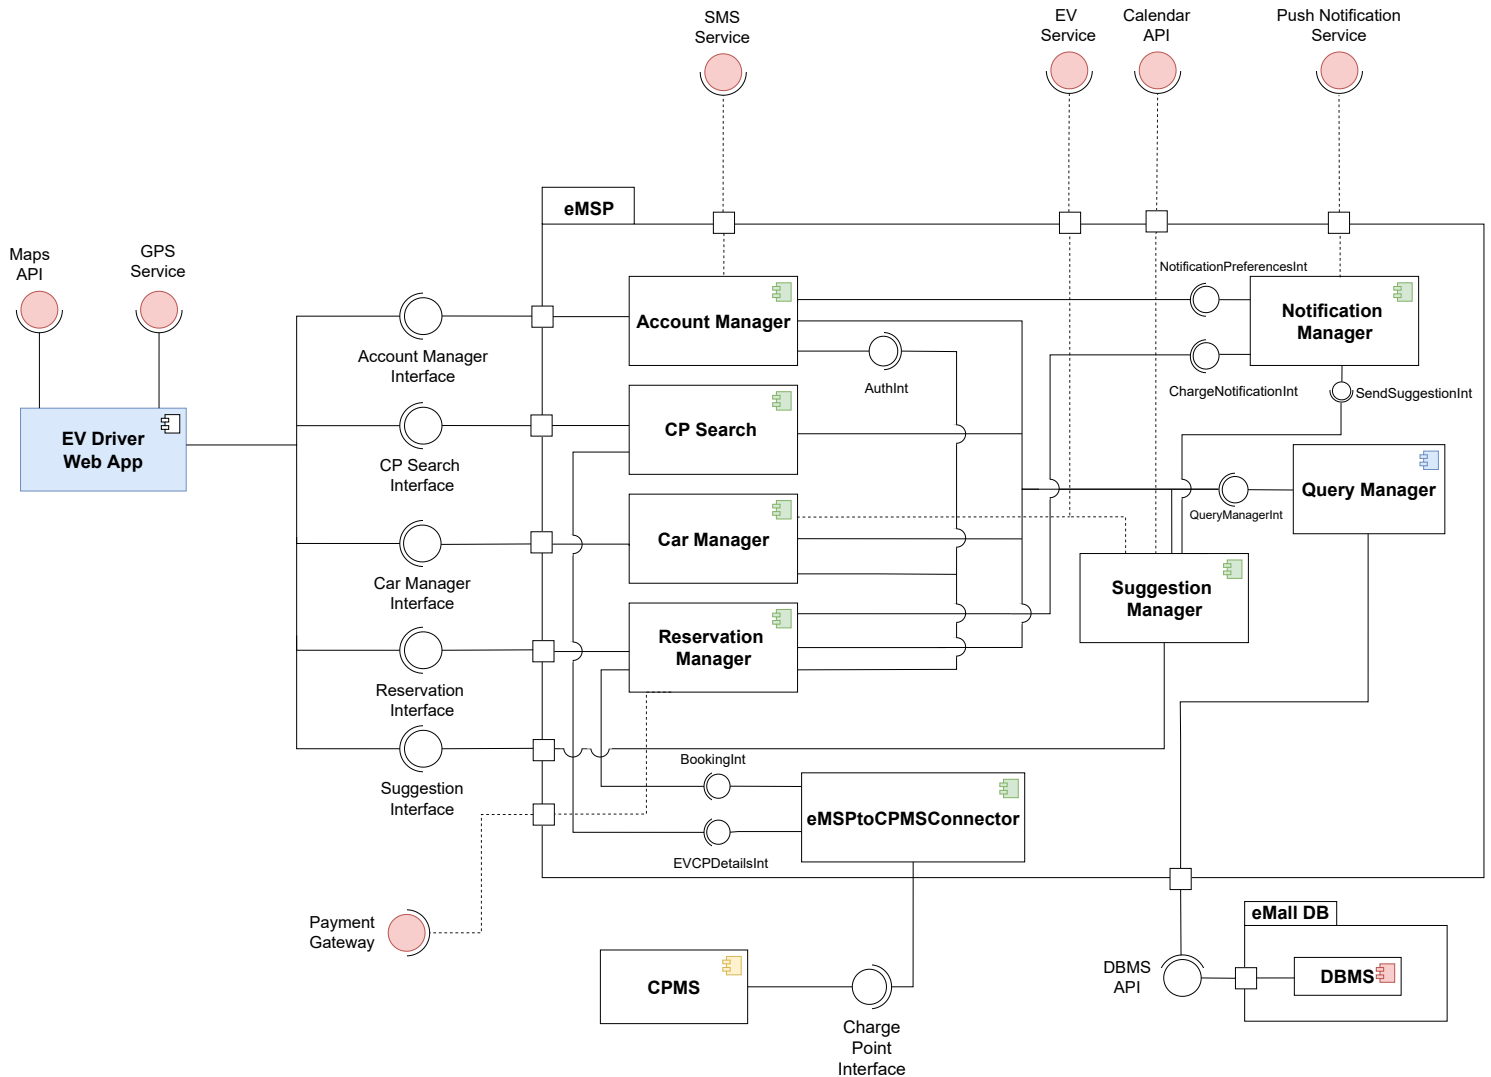 SMS
Service
EV
Service
Calendar
API
Push Notification
Service
eMSP
Maps
API
GPS
Service
NotificationPreferencesInt
Account Manager
Notification
Manager
Account Manager
Interface
AuthInt
ChargeNotificationInt
SendSuggestionInt
EV Driver
Web App
CP Search
CP Search
Interface
Query Manager
QueryManagerInt
Car Manager
Car Manager
Interface
Suggestion
Manager
Reservation
Manager
Reservation
Interface
BookingInt
Suggestion
Interface
eMSPtoCPMSConnector
EVCPDetailsInt
Payment
Gateway
eMall DB
CPMS
DBMS
API
DBMS
Charge
Point
Interface